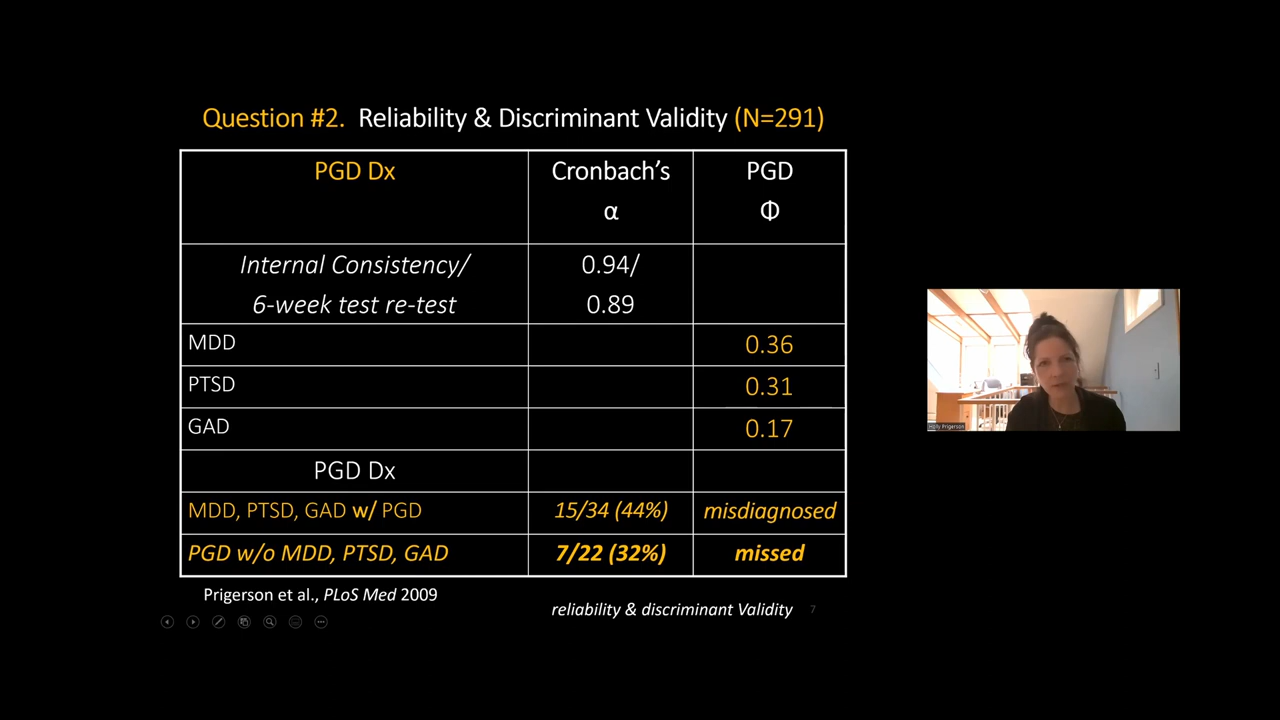 Question #2. Reliability & Discriminant Validity (N=291)
PGD Dx
Cronbach's
α
PGD
Φ
Internal Consistency/
6-week test re-test
0.94/
0.89
MDD
0.36
PTSD
0.31
GAD
0.17
PGD Dx
MDD, PTSD, GAD w/ PGD
15/34 (44%)
misdiagnosed
PGD w/o MDD, PTSD, GAD
7/22 (32%)
missed
Prigerson et al., PLoS Med 2009
reliability & discriminant Validity
7
Holly Prigerson